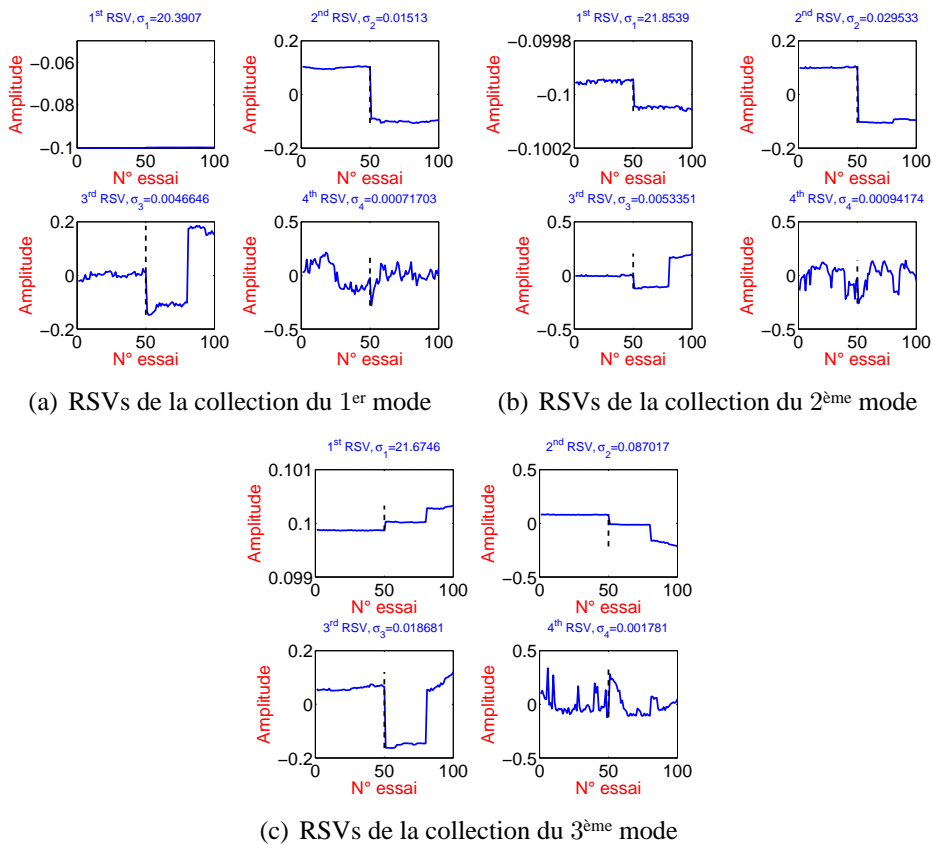 1st RSV, σ1=20.3907
−0.06
−0.08
−0.1
Amplitude
0 50 100
N° essai
2nd RSV, σ2=0.01513
0.2
0
−0.2
Amplitude
0 50 100
N° essai
3rd RSV, σ3=0.0046646
0.2
0
−0.2
Amplitude
0 50 100
N° essai
4th RSV, σ4=0.00071703
0.5
0
−0.5
Amplitude
0 50 100
N° essai
(a) RSVs de la collection du 1er mode
1st RSV, σ1=21.8539
−0.0998
−0.1
−0.1002
Amplitude
0 50 100
N° essai
2nd RSV, σ2=0.029533
0.2
0
−0.2
Amplitude
0 50 100
N° essai
3rd RSV, σ3=0.0053351
0.5
0
−0.5
Amplitude
0 50 100
N° essai
4th RSV, σ4=0.00094174
0.5
0
−0.5
Amplitude
0 50 100
N° essai
(b) RSVs de la collection du 2ème mode
1st RSV, σ1=21.6746
0.101
0.1
0.099
Amplitude
0 50 100
N° essai
2nd RSV, σ2=0.087017
0.5
0
−0.5
Amplitude
0 50 100
N° essai
3rd RSV, σ3=0.018681
0.2
0
−0.2
Amplitude
0 50 100
N° essai
4th RSV, σ4=0.001781
0.5
0
−0.5
Amplitude
0 50 100
N° essai
(c) RSVs de la collection du 3ème mode